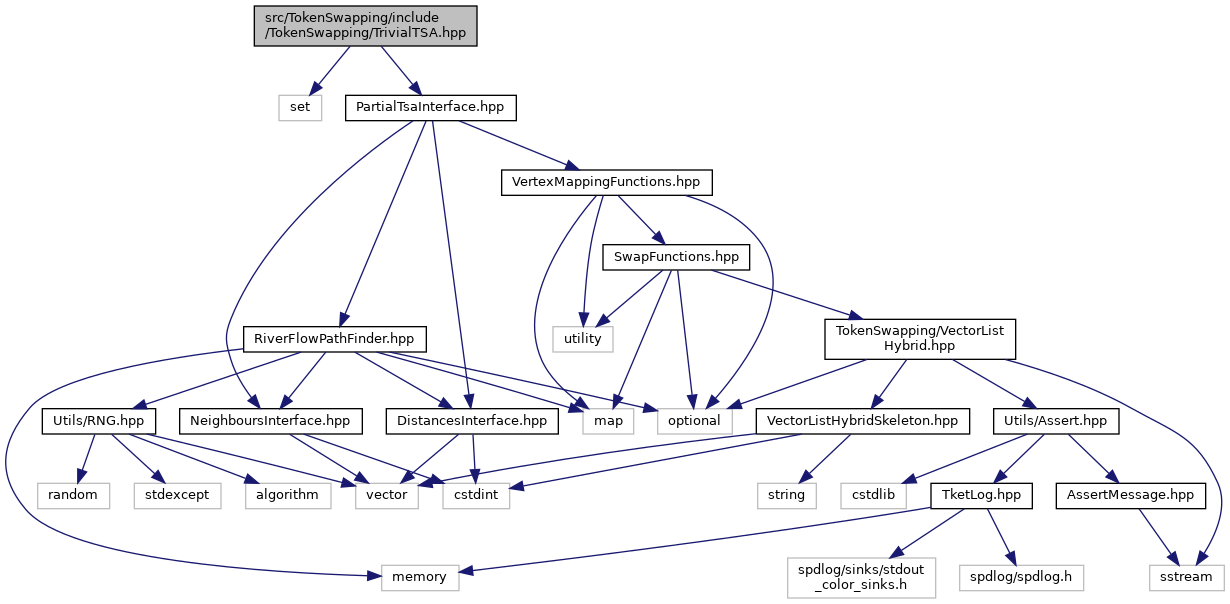 src/TokenSwapping/include
/TokenSwapping/TrivialTSA.hpp
set
PartialTsaInterface.hpp
VertexMappingFunctions.hpp
SwapFunctions.hpp
RiverFlowPathFinder.hpp
utility
TokenSwapping/VectorList
Hybrid.hpp
Utils/RNG.hpp
NeighboursInterface.hpp
DistancesInterface.hpp
map
optional
VectorListHybridSkeleton.hpp
Utils/Assert.hpp
random
stdexcept
algorithm
vector
cstdint
string
cstdlib
TketLog.hpp
AssertMessage.hpp
memory
spdlog/sinks/stdout
_color_sinks.h
spdlog/spdlog.h
sstream